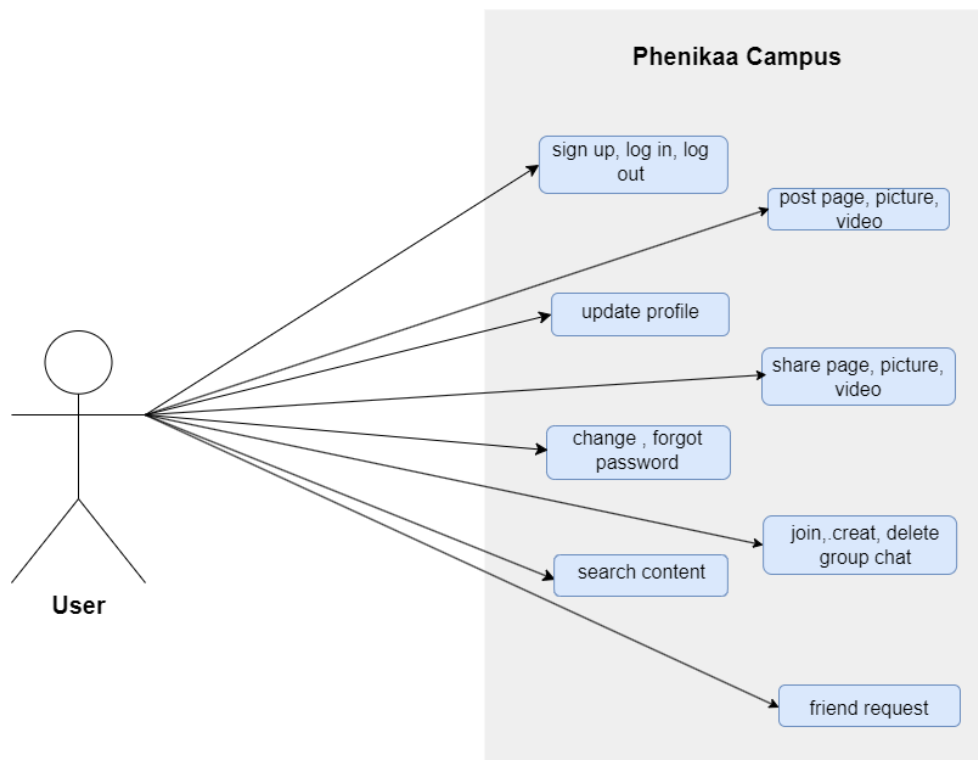 Phenikaa Campus
sign up, log in, log
out
post page, picture,
video
update profile
share page, picture,
video
change , forgot
password
join,.creat, delete
group chat
search content
User
friend request